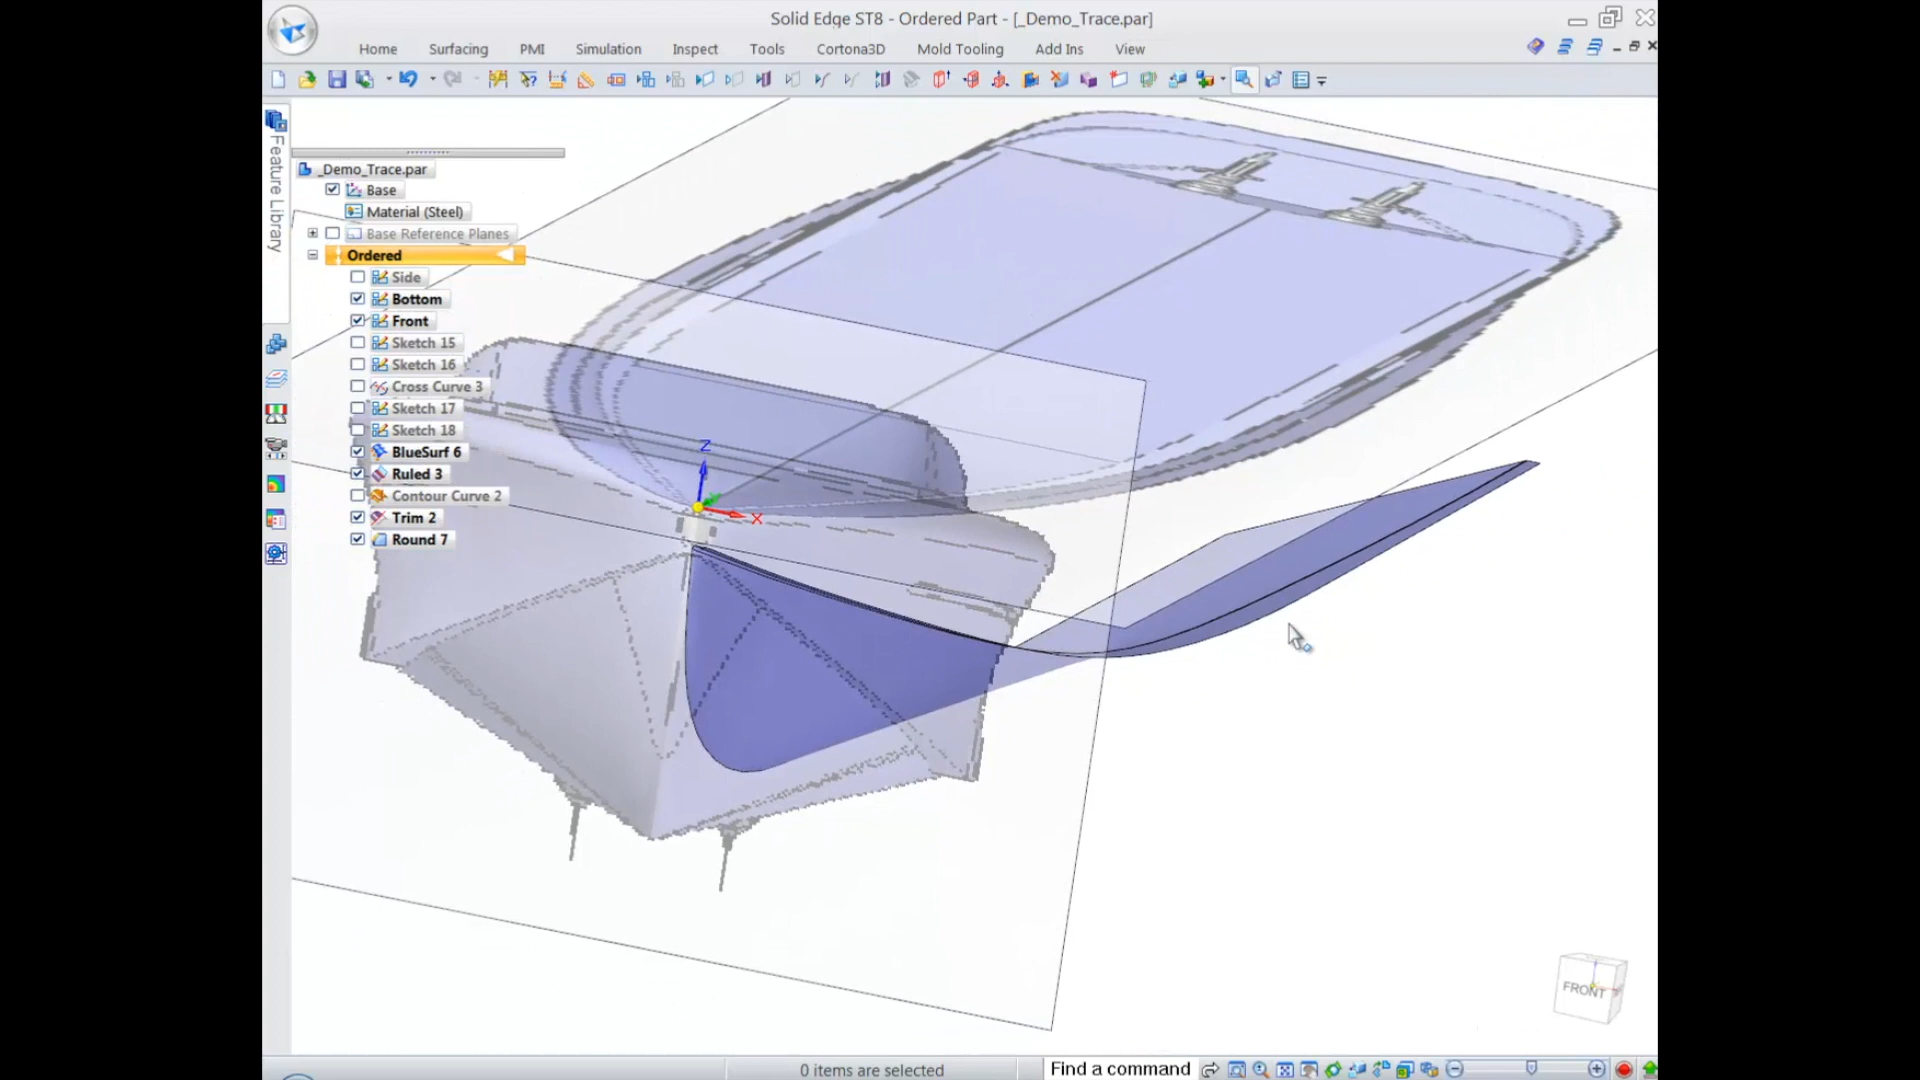 Solid Edge ST8 - Ordered Part - [_Demo_Trace.par]
Home Surfacing PMI Simulation Inspect Tools Cortona3D Mold Tooling Add Ins View
Feature Library
_Demo_Trace.par
Base
Material (Steel)
Base Reference Planes
Ordered
Side
Bottom
Front
Sketch 15
Sketch 16
Cross Curve 3
Sketch 17
Sketch 18
BlueSurf 6
Ruled 3
Contour Curve 2
Trim 2
Round 7
Z
X
FRONT
0 items are selected
Find a command